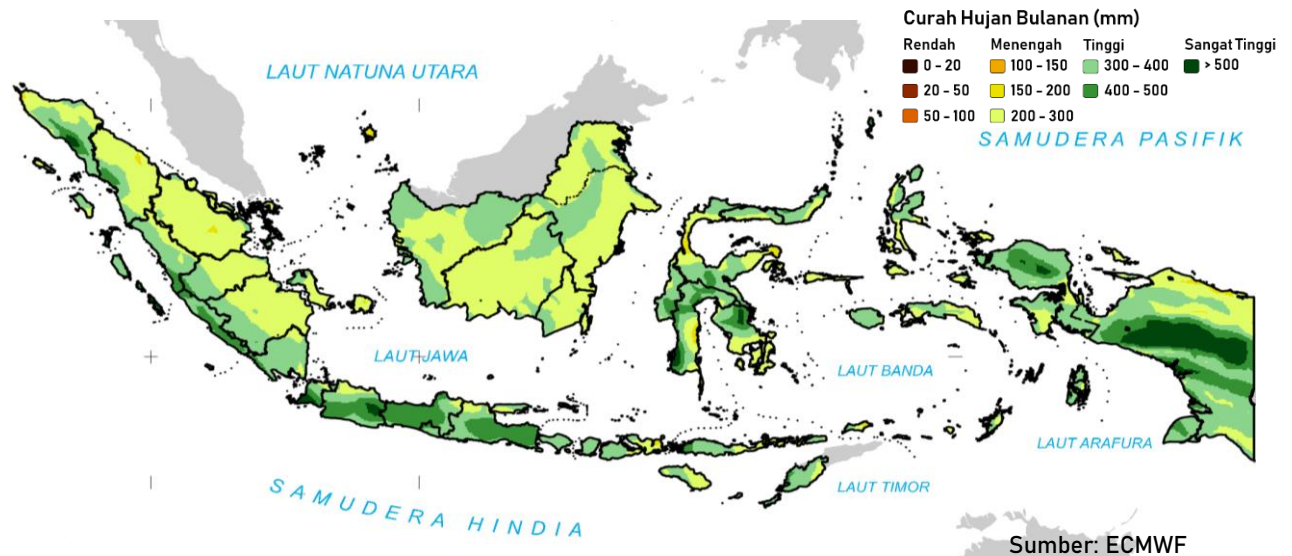 Curah Hujan Bulanan (mm)
Rendah Menengah Tinggi Sangat Tinggi
0 - 20 100 - 150 300 - 400 > 500
20 - 50 150 - 200 400 - 500
50 - 100 200 - 300
LAUT NATUNA UTARA
SAMUDERA PASIFIK
LAUT JAWA
LAUT BANDA
LAUT ARAFURA
LAUT TIMOR
SAMUDERA HINDIA
Sumber: ECMWF